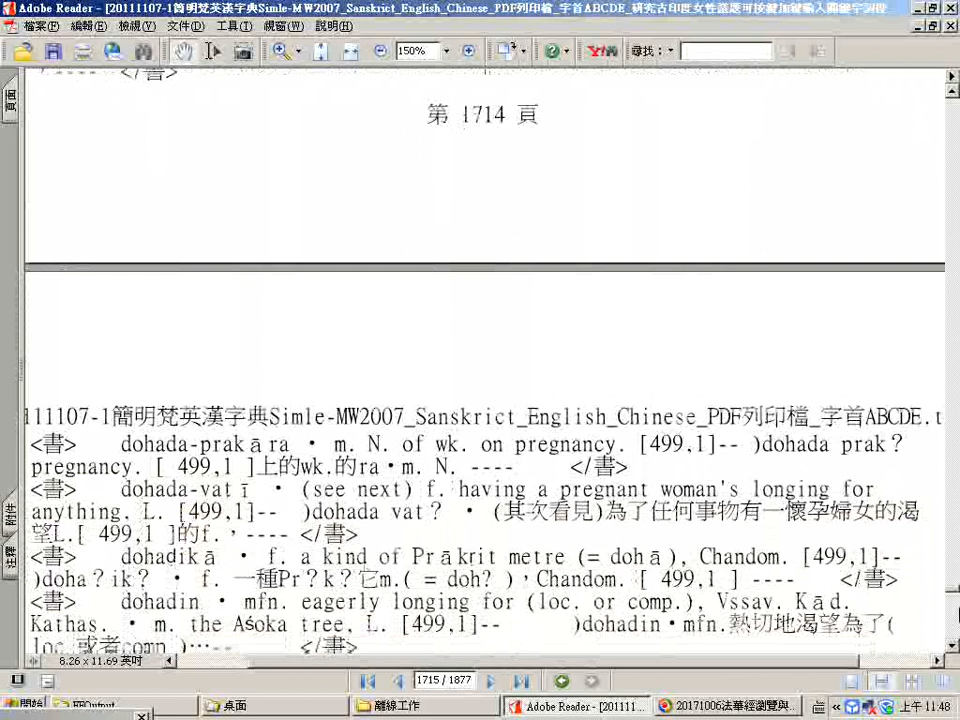 Adobe Reader - [20111107-1簡明梵英漢字典Simle-MW2007_Sanskrict_English_Chinese_PDF列印檔_字首ABCDE_研究古印度女性議題可按鍵輸入關鍵字詞搜
檔案(F) 編輯(E) 檢視(V) 文件(D) 工具(T) 視窗(W) 說明(H)
150% 尋找：
頁面
----  </書>
第 1714 頁
111107-1簡明梵英漢字典Simle-MW2007_Sanskrict_English_Chinese_PDF列印檔_字首ABCDE.t
<書> dohada-prakāra • m. N. of wk. on pregnancy. [499,1]-- )dohada prak?
pregnancy. [ 499,1 ]上的wk.的ra•m. N. ---- </書>
<書> dohada-vatī • (see next) f. having a pregnant woman's longing for
anything, L. [499,1]-- )dohada vat? • (其次看見)為了任何事物有一懷孕婦女的渴
望L.[ 499,1 ]的f.，---- </書>
<書> dohaḍikā • f. a kind of Prākrit metre (= dohā), Chandom. [499,1]--
)doha？ik? • f. 一種Pr？k？它m.( = doh? )，Chandom. [ 499,1 ] ---- </書>
<書> dohadin • mfn. eagerly longing for (loc. or comp.), Vssav. Kād.
Kathas. • m. the Aśoka tree, L. [499,1]-- )dohadin•mfn.熱切地渴望為了(
loc.或者comp.)…-- </書>
附件
註釋
8.26 x 11.69 英吋
1715 / 1877
開始 FFOutput 桌面 離線工作 Adobe Reader - [2011... 20171006法華經瀏覽與... 上午 11:48